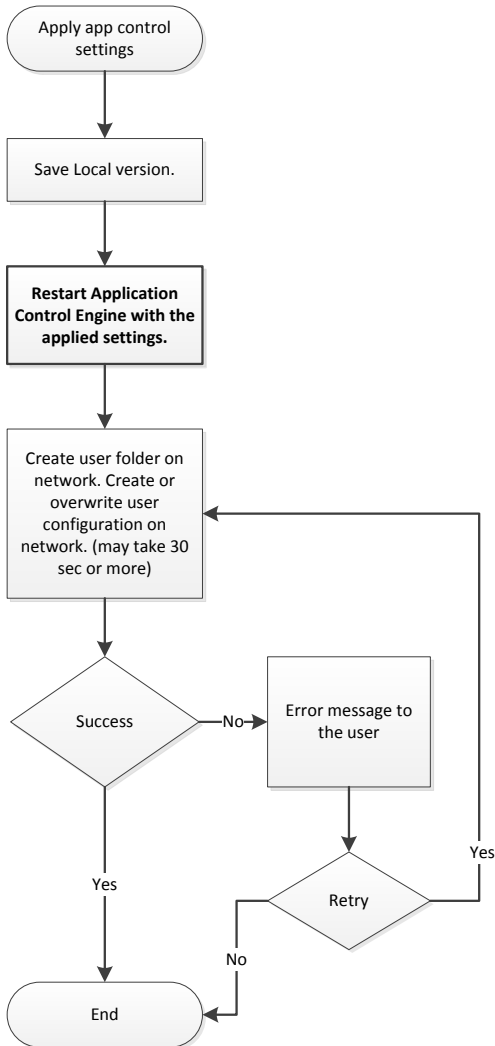 Apply app control
settings
Save Local version.
Restart Application
Control Engine with the
applied settings.
Create user folder on
network. Create or
overwrite user
configuration on
network. (may take 30
sec or more)
Success
No
Error message to
the user
Yes
Retry
Yes
No
End